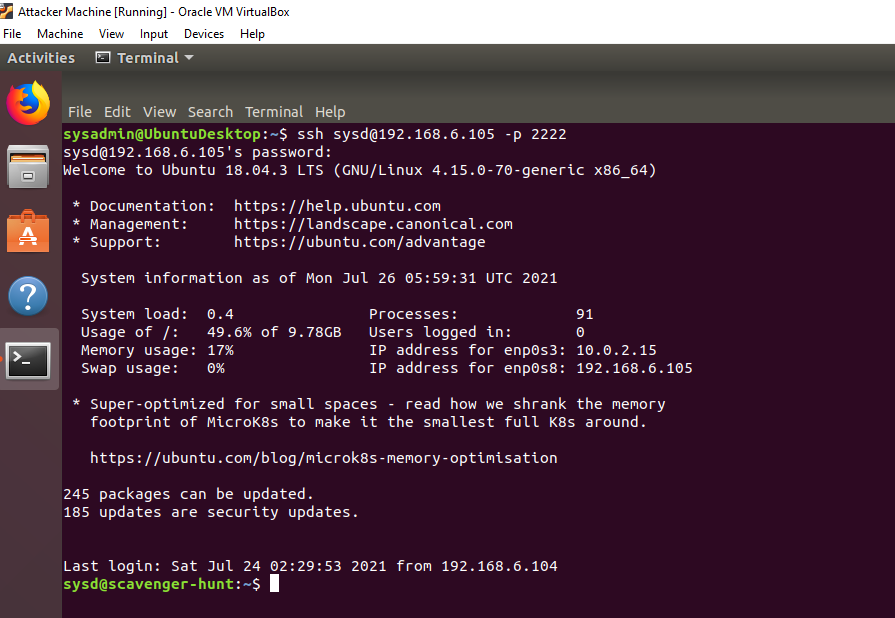 Attacker Machine [Running] - Oracle VM VirtualBox
File Machine View Input Devices Help
Activities Terminal
File Edit View Search Terminal Help
sysadmin@UbuntuDesktop:~$ ssh sysd@192.168.6.105 -p 2222
sysd@192.168.6.105's password:
Welcome to Ubuntu 18.04.3 LTS (GNU/Linux 4.15.0-70-generic x86_64)
* Documentation: https://help.ubuntu.com
* Management: https://landscape.canonical.com
* Support: https://ubuntu.com/advantage
System information as of Mon Jul 26 05:59:31 UTC 2021
System load: 0.4 Processes: 91
Usage of /: 49.6% of 9.78GB Users logged in: 0
Memory usage: 17% IP address for enp0s3: 10.0.2.15
Swap usage: 0% IP address for enp0s8: 192.168.6.105
* Super-optimized for small spaces - read how we shrank the memory
footprint of MicroK8s to make it the smallest full K8s around.
https://ubuntu.com/blog/microk8s-memory-optimisation
245 packages can be updated.
185 updates are security updates.
Last login: Sat Jul 24 02:29:53 2021 from 192.168.6.104
sysd@scavenger-hunt:~$